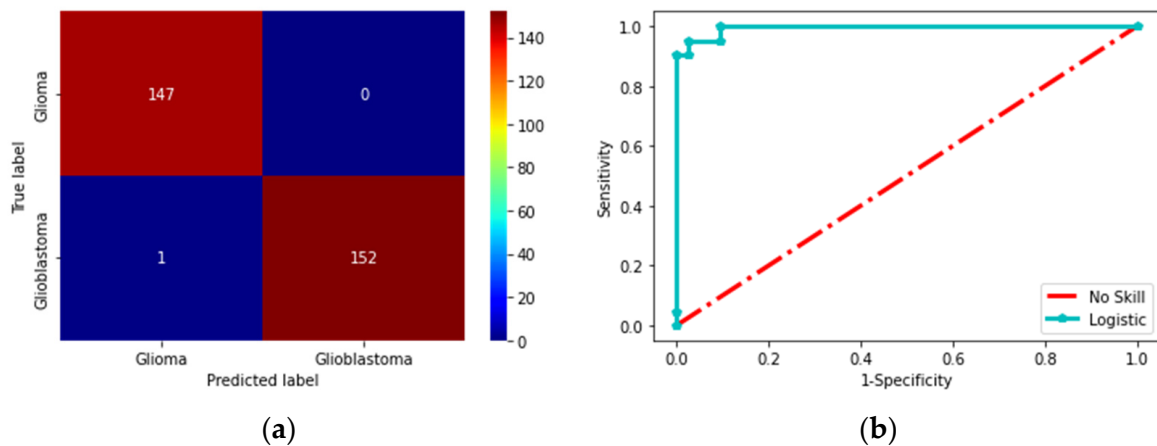 Glioma
Glioblastoma
True label
147
0
1
152
Glioma
Glioblastoma
Predicted label
140
120
100
80
60
40
20
0
(a)
1.0
0.8
0.6
0.4
0.2
0.0
Sensitivity
No Skill
Logistic
0.0 0.2 0.4 0.6 0.8 1.0
1-Specificity
(b)